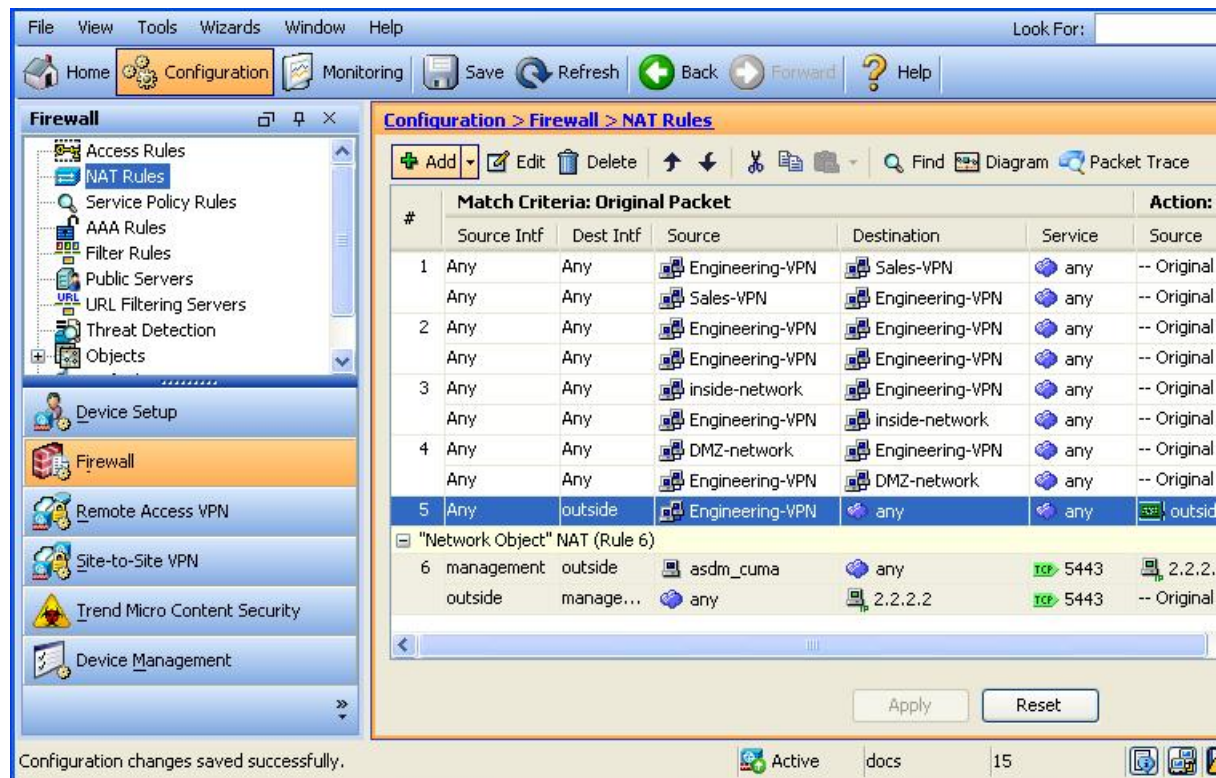 File View Tools Wizards Window Help Look For:
Home Configuration Monitoring Save Refresh Back Forward Help
Firewall
Access Rules
NAT Rules
Service Policy Rules
AAA Rules
Filter Rules
Public Servers
URL Filtering Servers
Threat Detection
Objects
Device Setup
Firewall
Remote Access VPN
Site-to-Site VPN
Trend Micro Content Security
Device Management
Configuration > Firewall > NAT Rules
Add Edit Delete Find Diagram Packet Trace
# Match Criteria: Original Packet Action:
Source Intf Dest Intf Source Destination Service Source
1 Any Any Engineering-VPN Sales-VPN any -- Original
Any Any Sales-VPN Engineering-VPN any -- Original
2 Any Any Engineering-VPN Engineering-VPN any -- Original
Any Any Engineering-VPN Engineering-VPN any -- Original
3 Any Any inside-network Engineering-VPN any -- Original
Any Any Engineering-VPN inside-network any -- Original
4 Any Any DMZ-network Engineering-VPN any -- Original
Any Any Engineering-VPN DMZ-network any -- Original
5 Any outside Engineering-VPN any any outsid
"Network Object" NAT (Rule 6)
6 management outside asdm_cuma any TCP 5443 2.2.2.
outside manage... any 2.2.2.2 TCP 5443 -- Original
Apply Reset
Configuration changes saved successfully. Active docs 15